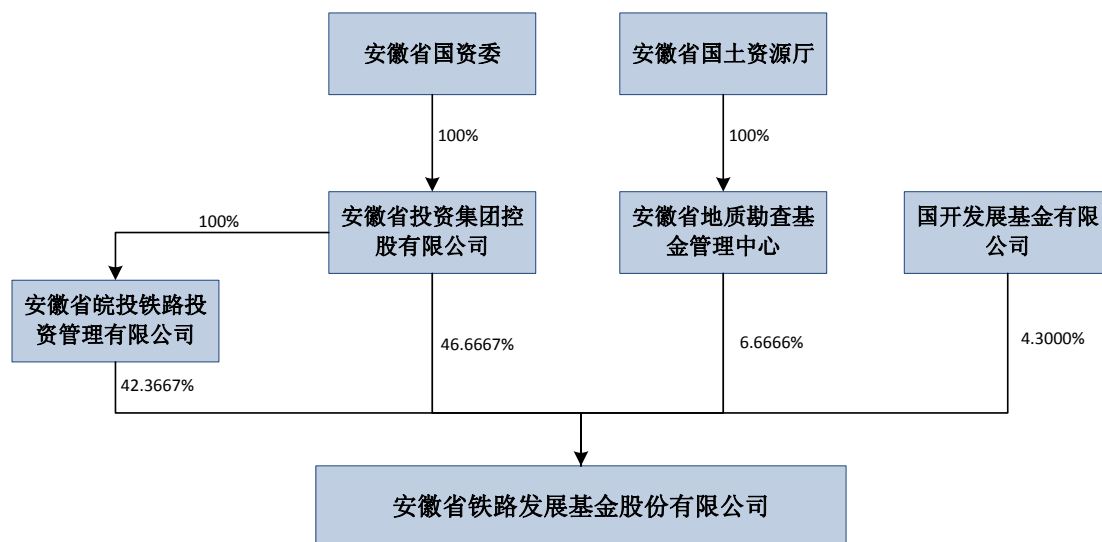 安徽省国资委
安徽省国土资源厅
100%
100%
安徽省投资集团控
股有限公司
安徽省地质勘查基
金管理中心
国开发展基金有限
公司
100%
安徽省皖投铁路投
资管理有限公司
42.3667%
46.6667%
6.6666%
4.3000%
安徽省铁路发展基金股份有限公司